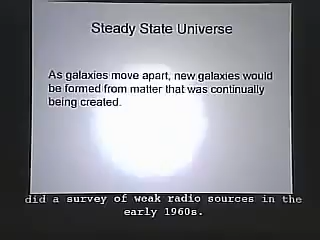 Steady State Universe
As galaxies move apart, new galaxies would
be formed from matter that was continually
being created.
did a survey of weak radio sources in the
early 1960s.